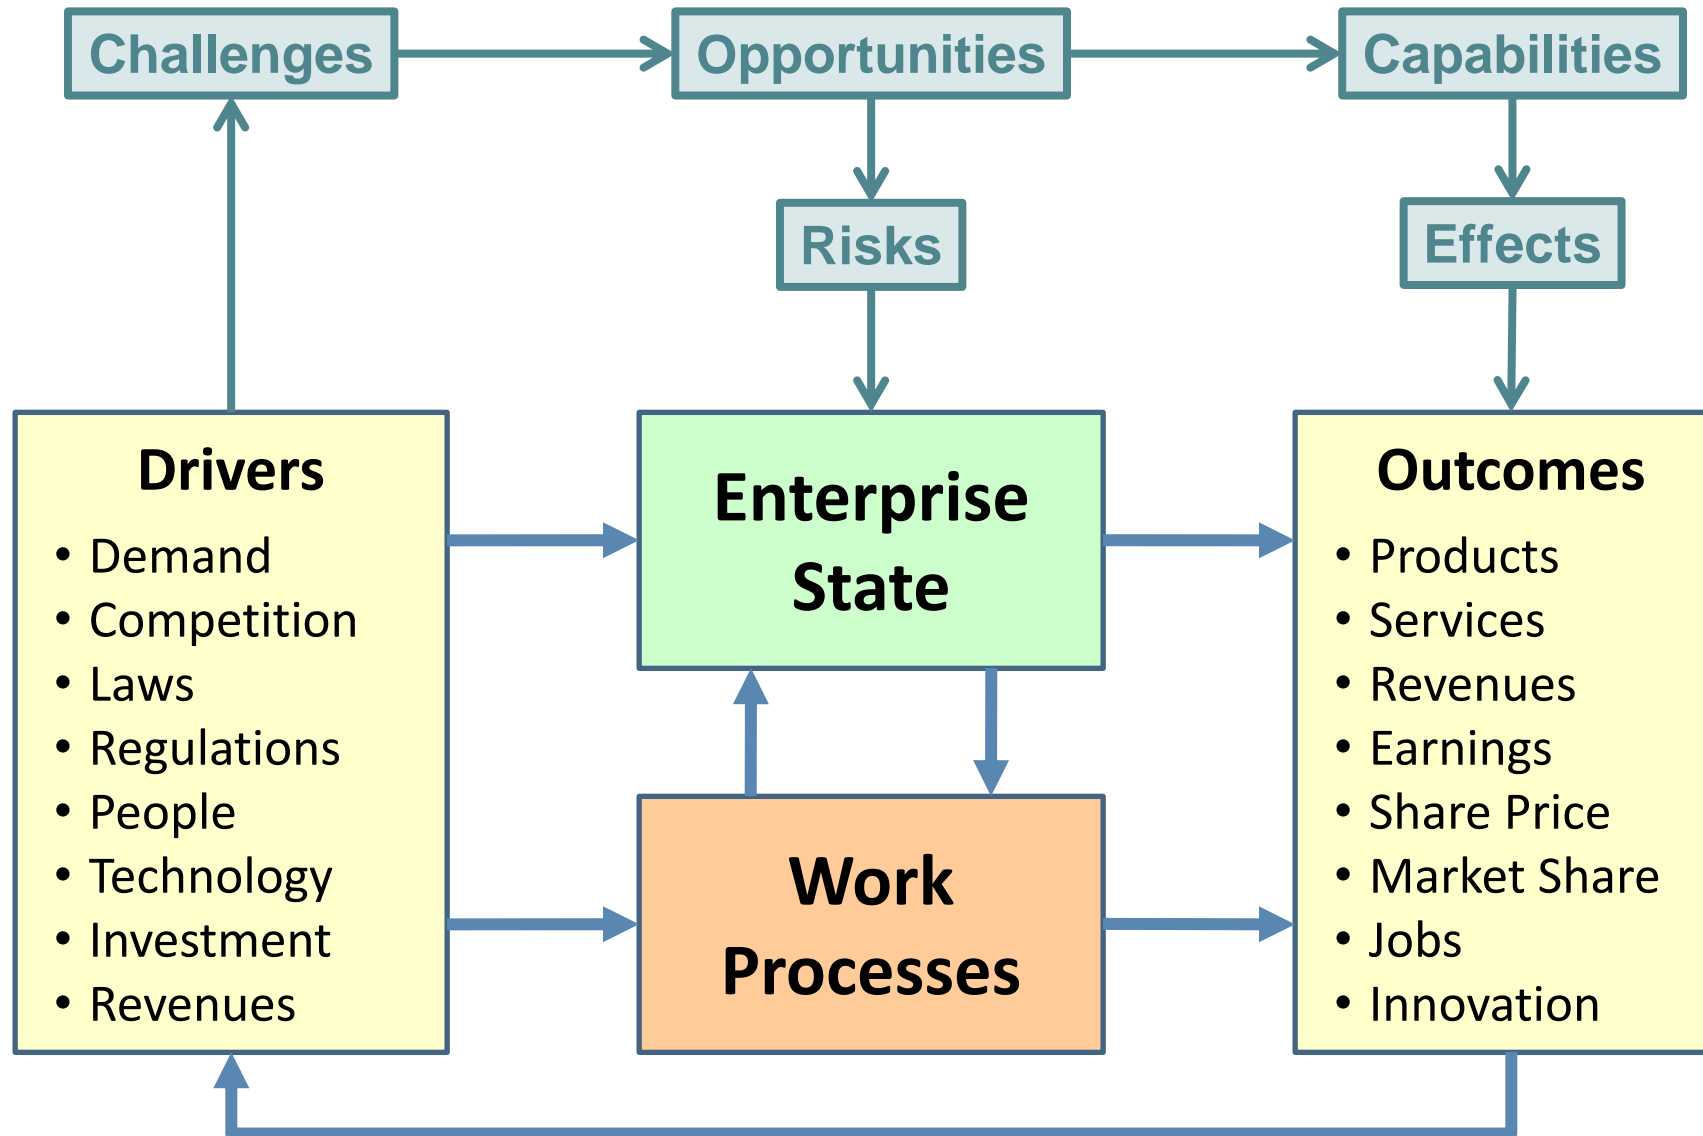 Challenges
Opportunities
Capabilities
Risks
Effects
Drivers
• Demand
• Competition
• Laws
• Regulations
• People
• Technology
• Investment
• Revenues
Enterprise
State
Work
Processes
Outcomes
• Products
• Services
• Revenues
• Earnings
• Share Price
• Market Share
• Jobs
• Innovation